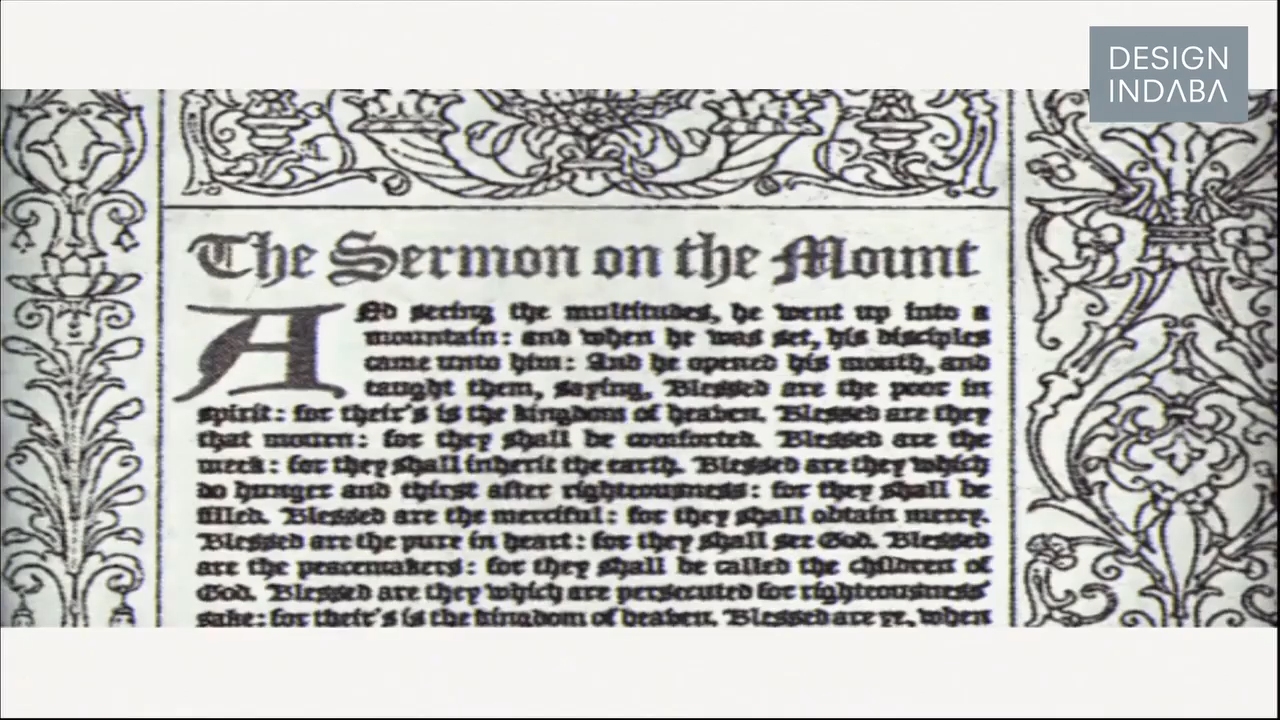 DESIGN
INDABA
The Sermon on the Mount
ANd seeing the multitudes, he went up into a
mountain: and when he was set, his disciples
came unto him: And he opened his mouth, and
taught them, saying, Blessed are the poor in
spirit: for their's is the kingdom of heaven. Blessed are they
that mourn: for they shall be comforted. Blessed are the
meek: for they shall inherit the earth. Blessed are they which
do hunger and thirst after righteousness: for they shall be
filled. Blessed are the merciful: for they shall obtain mercy.
Blessed are the pure in heart: for they shall see God. Blessed
are the peacemakers: for they shall be called the children of
God. Blessed are they which are persecuted for righteousness'
sake: for their's is the kingdom of heaven. Blessed are ye, when